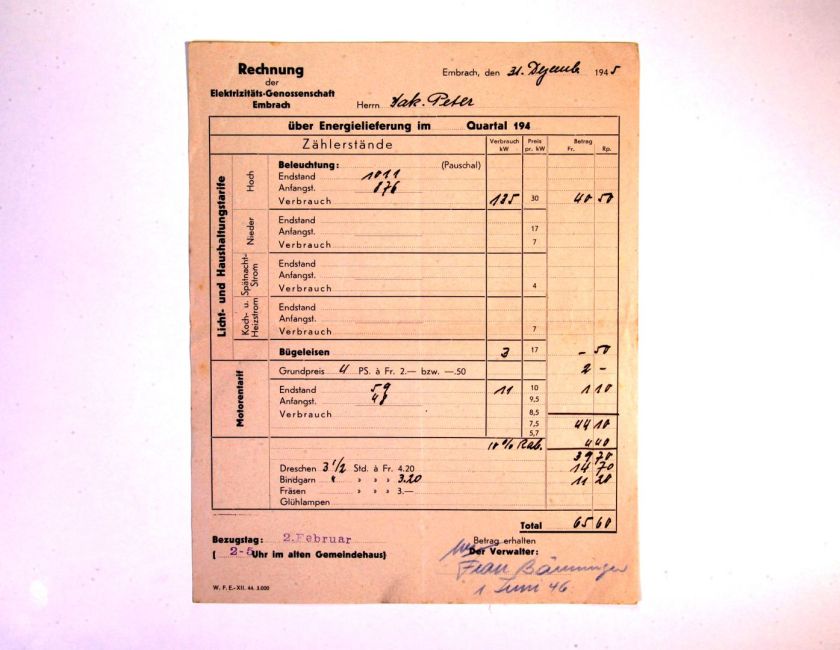 Rechnung
der
Elektrizitäts-Genossenschaft
Embrach
Embrach, den 31. Dezemb 1945
Herrn Jak. Peter
über Energielieferung im Quartal 194
Zählerstände Verbrauch kW Preis pr. kW Betrag Fr. Rp.
Licht- und Haushaltungstarife
Hoch
Beleuchtung: (Pauschal)
Endstand 1011
Anfangst. 876
Verbrauch 135 30 40 50
Nieder
Endstand
Anfangst. 17
Verbrauch 7
Spätnacht-Strom
Endstand
Anfangst.
Verbrauch 4
Koch- u. Heizstrom
Endstand
Anfangst.
Verbrauch 7
Bügeleisen 3 17 – 50
Motorentarif
Grundpreis 4 PS. à Fr. 2.— bzw. —.50 2 -
Endstand 59 11 10 1 10
Anfangst. 48 9,5
Verbrauch 8,5
7,5 44 10
5,7
10 % Rab. 4 40
39 70
Dreschen 3 1/2 Std. à Fr. 4.20 14 70
Bindgarn " » » » 3.20 11 20
Fräsen » » » 3.—
Glühlampen
Total 65 60
Bezugstag: 2. Februar
( 2-5 Uhr im alten Gemeindehaus)
Betrag erhalten
Der Verwalter:
Frau Bänninger
1 Juni 46.
W. F. E.-XII. 44. 3.000